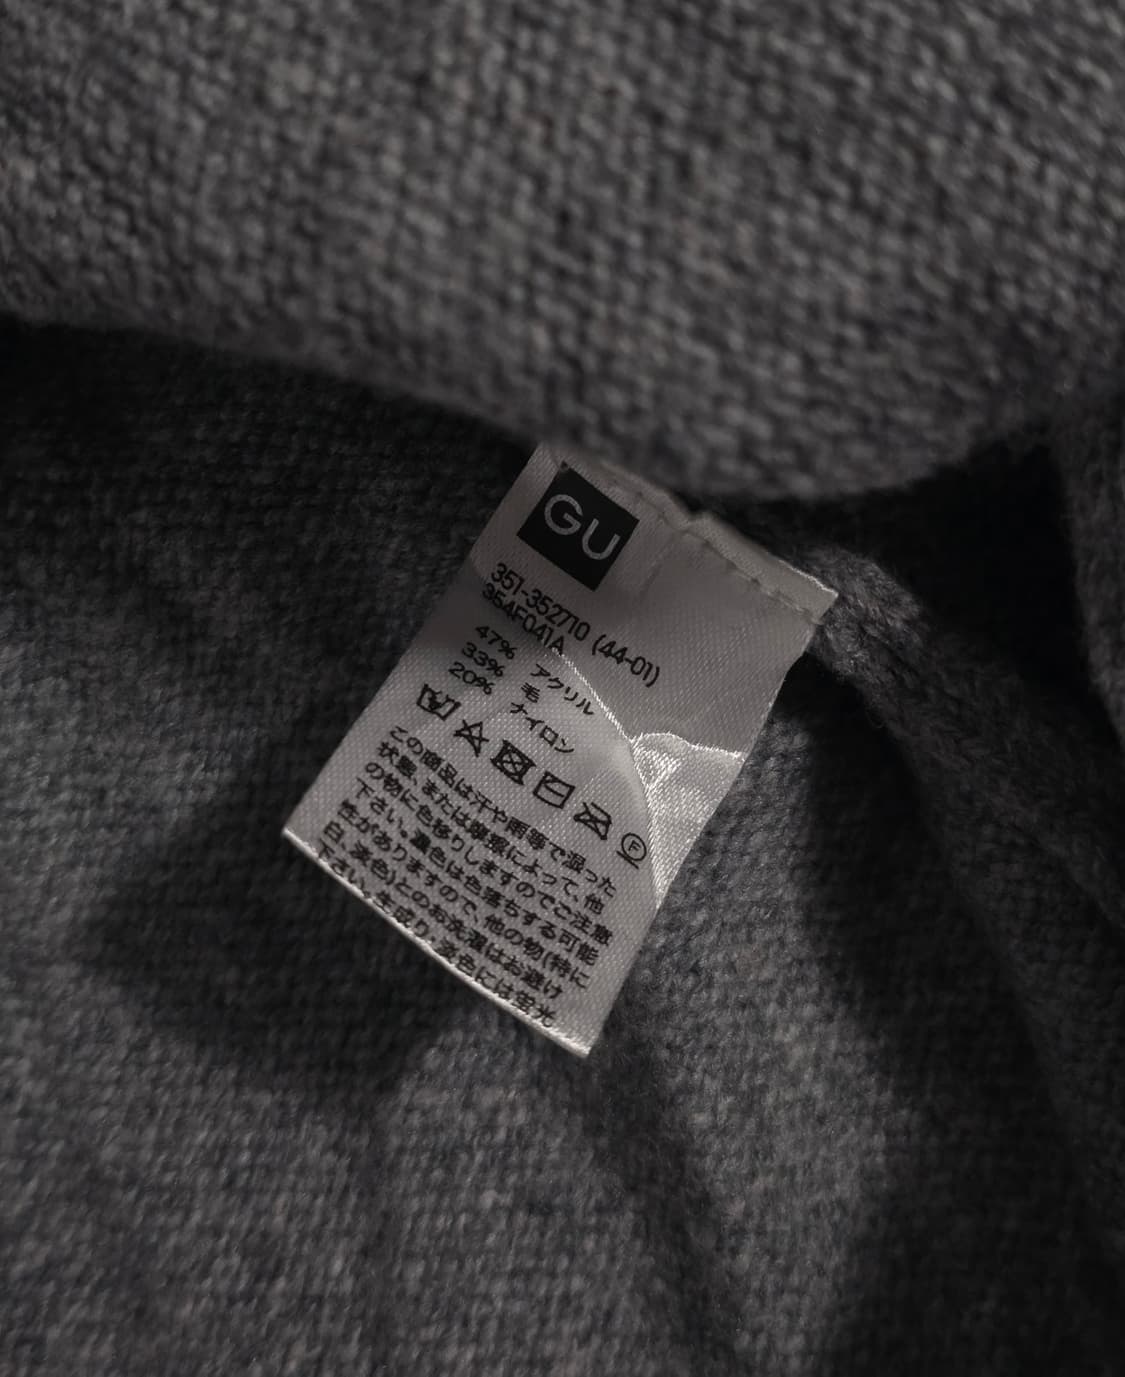 GU
351-352710 (44-01)
354F041A
47% アクリル
33% 毛
20% ナイロン
F
この商品は汗や雨等で湿った
状態、または摩擦によって、他
の物に色移りしますのでご注意
下さい。濃色は色落ちする可能
性がありますので、他の物(特に
白、淡色)とのお洗濯はお避け
下さい。生成り・淡色には蛍光